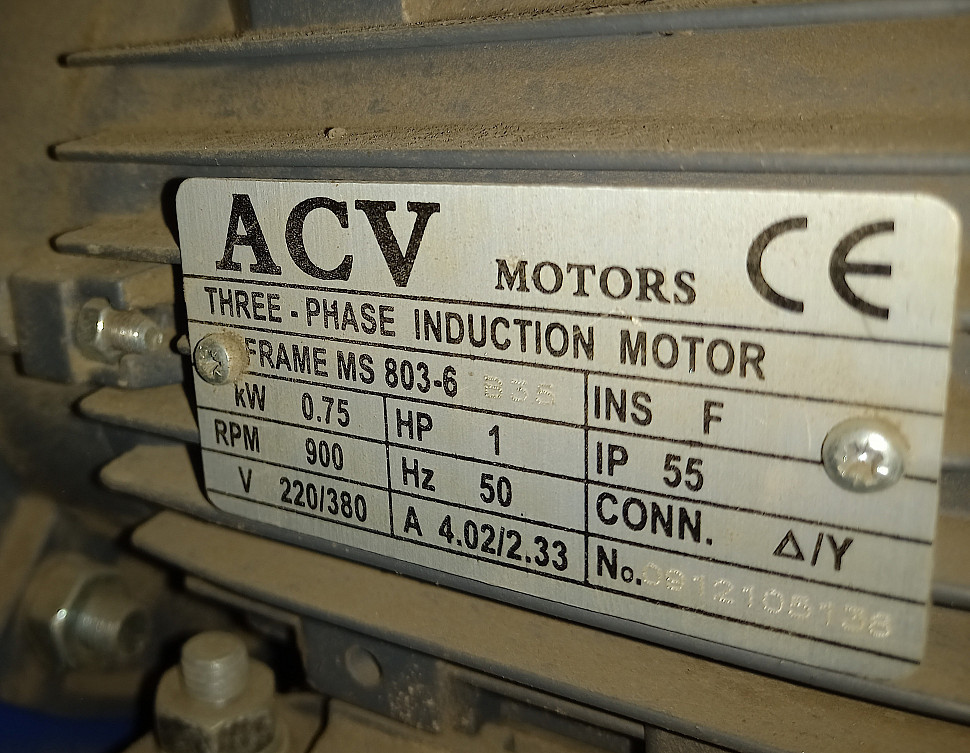 ACV MOTORS CE
THREE - PHASE INDUCTION MOTOR
FRAME MS 803-6 INS F
kW 0.75 HP 1 IP 55
RPM 900 Hz 50 CONN. Δ/Y
V 220/380 A 4.02/2.33 No. 0912105138